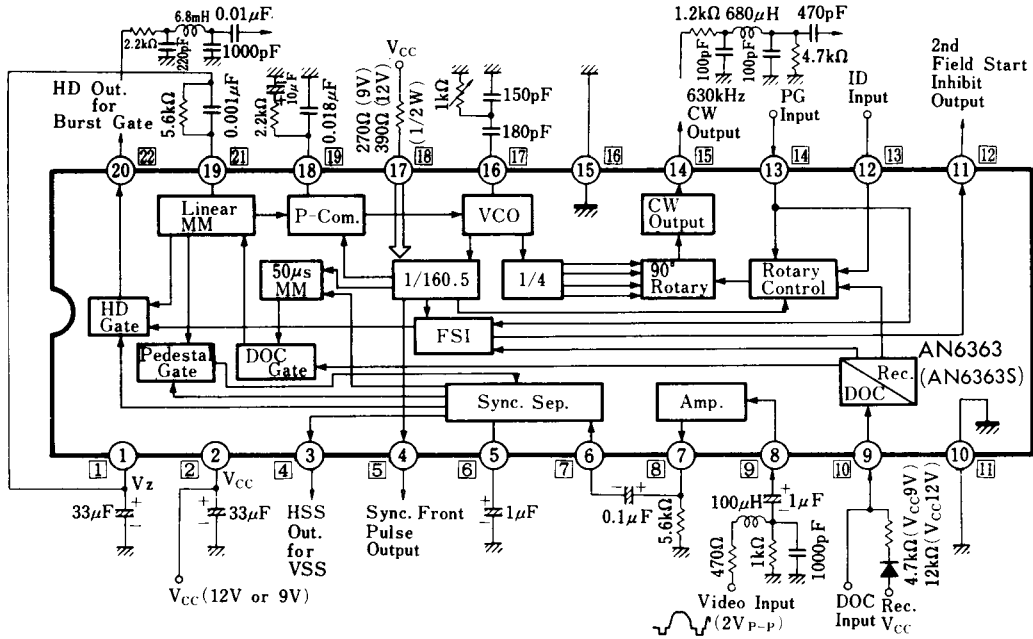 6.8mH 0.01μF
2.2kΩ
220pF
1000pF
HD Out.
for
Burst Gate
5.6kΩ
0.001μF
2.2kΩ
10μF
0.018μF
VCC
270Ω (9V)
390Ω (12V)
(1/2W)
1kΩ
150pF
180pF
1.2kΩ 680μH 470pF
100pF
100pF
4.7kΩ
630kHz
CW
Output
PG
Input
ID
Input
2nd
Field Start
Inhibit
Output
22 21 19 18 17 16 15 14 13 12
20 19 18 17 16 15 14 13 12 11
Linear
MM
P-Com.
VCO
CW
Output
50μs
MM
1/160.5
1/4
90°
Rotary
Rotary
Control
HD
Gate
FSI
Pedestal
Gate
DOC
Gate
Sync. Sep.
Amp.
Rec.
DOC
AN6363
(AN6363S)
1 2 3 4 5 6 7 8 9 10
1 2 4 5 6 7 8 9 10 11
Vz
VCC
+
-
33μF
+
-
33μF
VCC (12V or 9V)
HSS
Out.
for
VSS
Sync. Front
Pulse
Output
+
-
1μF
- +
0.1μF
5.6kΩ
100μH
+
-
1μF
470Ω
1kΩ
1000pF
Video Input
(2VP-P)
4.7kΩ (VCC9V)
12kΩ (VCC12V)
DOC
Input
Rec.
VCC